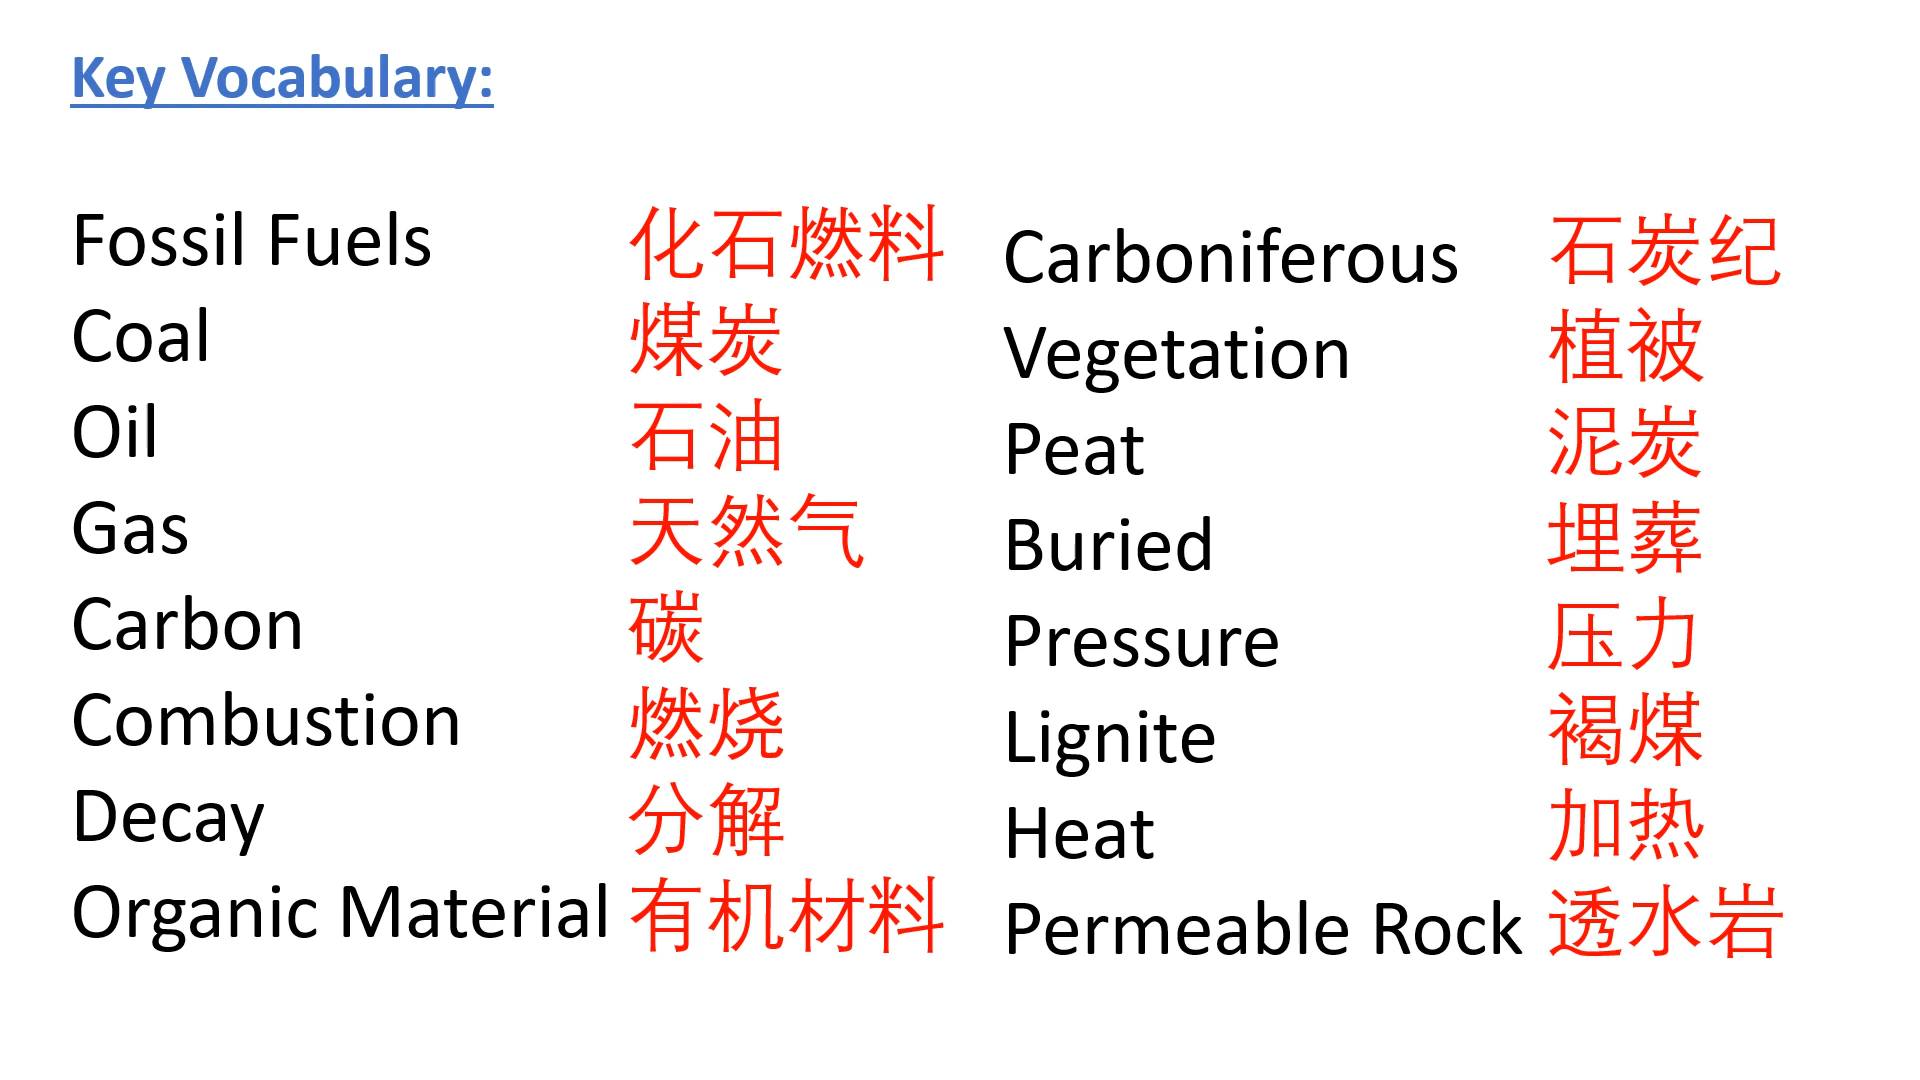 Key Vocabulary:
Fossil Fuels 化石燃料
Coal 煤炭
Oil 石油
Gas 天然气
Carbon 碳
Combustion 燃烧
Decay 分解
Organic Material 有机材料
Carboniferous 石炭纪
Vegetation 植被
Peat 泥炭
Buried 埋葬
Pressure 压力
Lignite 褐煤
Heat 加热
Permeable Rock 透水岩